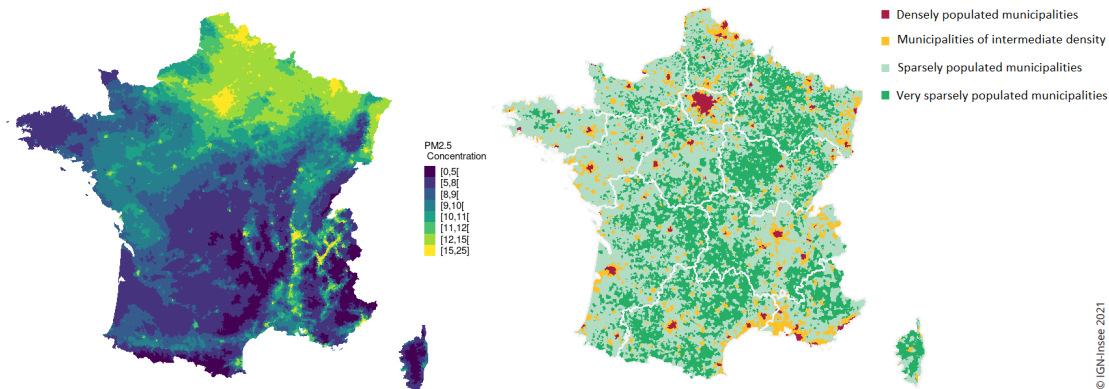 PM2.5
Concentration
[0,5[
[5,8[
[8,9[
[9,10[
[10,11[
[11,12[
[12,15[
[15,25]
Densely populated municipalities
Municipalities of intermediate density
Sparsely populated municipalities
Very sparsely populated municipalities
© IGN-Insee 2021